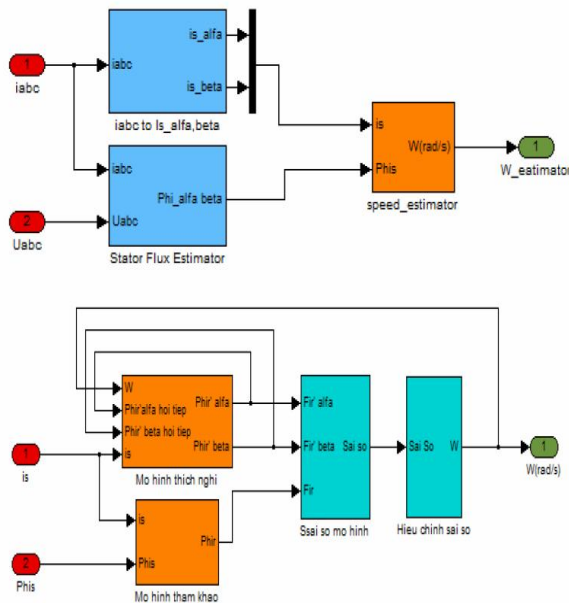 1
iabc
iabc
is_alfa
is_beta
iabc to Is_alfa,beta
iabc
Uabc
Phi_alfa beta
Stator Flux Estimator
2
Uabc
is
Phis
W(rad/s)
speed_estimator
1
W_eatimator
W
Phir'alfa hoi tiep
Phir' beta hoi tiep
is
Phir' alfa
Phir' beta
Mo hinh thich nghi
1
is
is
Phis
Phir
Mo hinh tham khao
2
Phis
Fir' alfa
Fir' beta
Fir
Sai so
Ssai so mo hinh
Sai So
W
Hieu chinh sai so
1
W(rad/s)